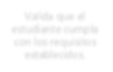 Valida que el
estudiante cumpla
con los requisitos
establecidos.